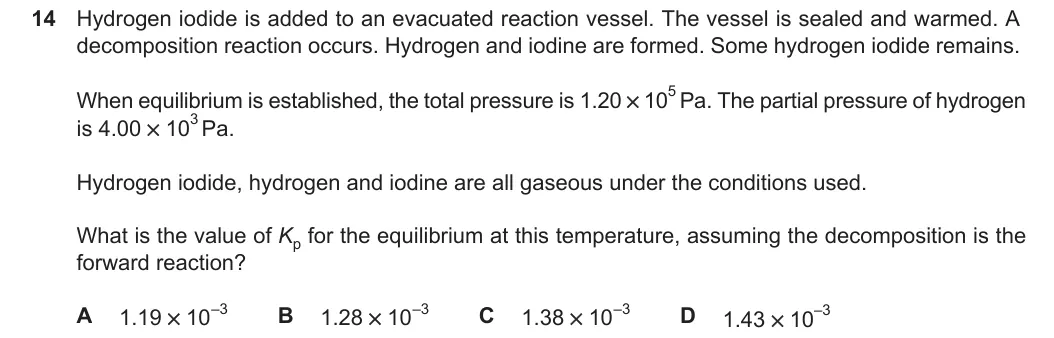 14 Hydrogen iodide is added to an evacuated reaction vessel. The vessel is sealed and warmed. A
decomposition reaction occurs. Hydrogen and iodine are formed. Some hydrogen iodide remains.
When equilibrium is established, the total pressure is 1.20 × 10⁵ Pa. The partial pressure of hydrogen
is 4.00 × 10³ Pa.
Hydrogen iodide, hydrogen and iodine are all gaseous under the conditions used.
What is the value of Kₚ for the equilibrium at this temperature, assuming the decomposition is the
forward reaction?
A 1.19 × 10⁻³ B 1.28 × 10⁻³ C 1.38 × 10⁻³ D 1.43 × 10⁻³